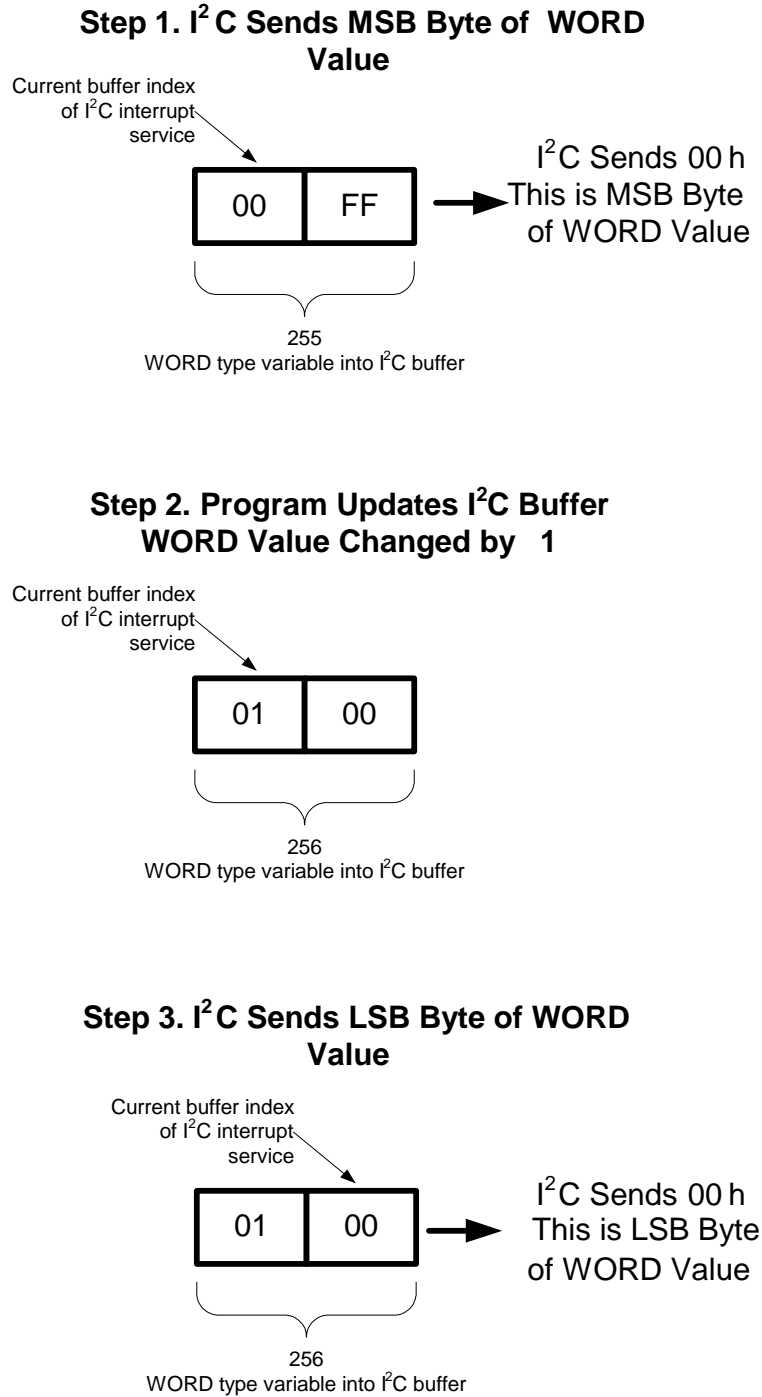 Step 1. I²C Sends MSB Byte of WORD
Value
Current buffer index
of I²C interrupt
service
00 FF
I²C Sends 00 h
This is MSB Byte
of WORD Value
255
WORD type variable into I²C buffer
Step 2. Program Updates I²C Buffer
WORD Value Changed by 1
Current buffer index
of I²C interrupt
service
01 00
256
WORD type variable into I²C buffer
Step 3. I²C Sends LSB Byte of WORD
Value
Current buffer index
of I²C interrupt
service
01 00
I²C Sends 00 h
This is LSB Byte
of WORD Value
256
WORD type variable into I²C buffer